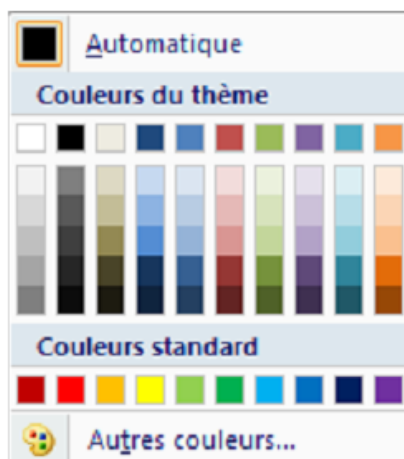 Automatique
Couleurs du thème
Couleurs standard
Autres couleurs...